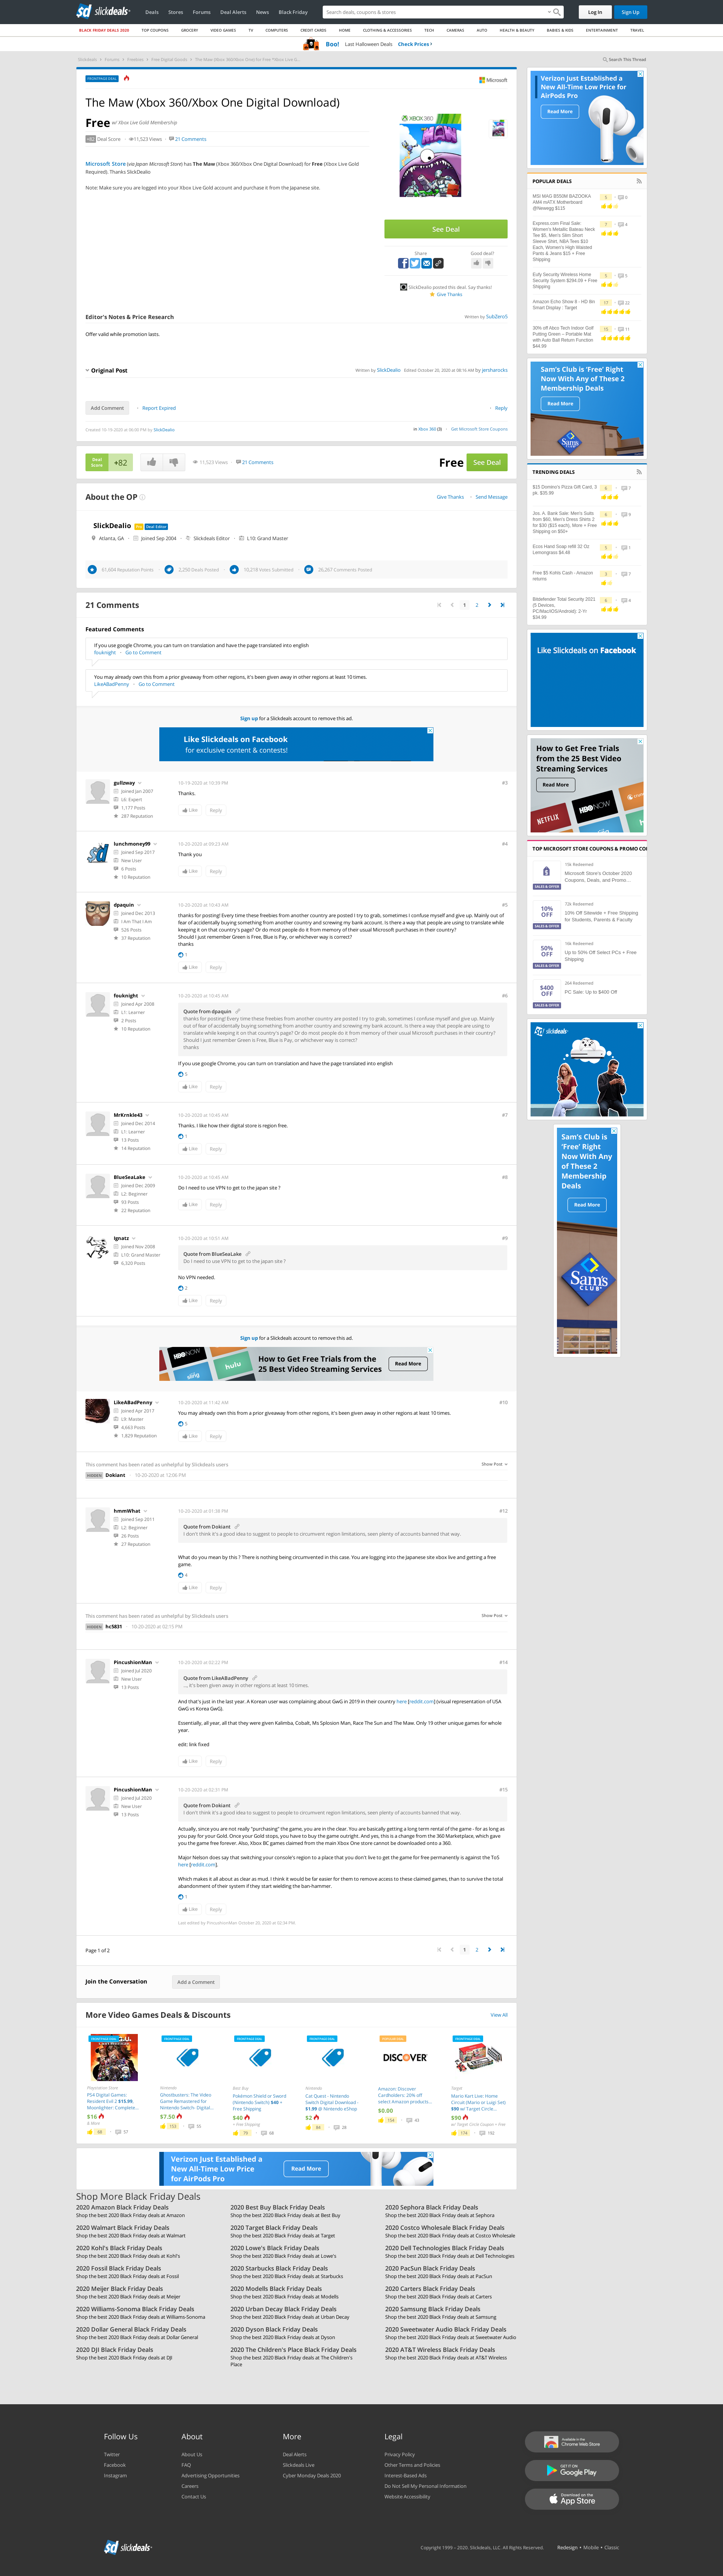 slickdeals
Deals
Stores
Forums
Deal Alerts
News
Black Friday
Search deals, coupons & stores
Log In
Sign Up
BLACK FRIDAY DEALS 2020
TOP COUPONS
GROCERY
VIDEO GAMES
TV
COMPUTERS
CREDIT CARDS
HOME
CLOTHING & ACCESSORIES
TECH
CAMERAS
AUTO
HEALTH & BEAUTY
BABIES & KIDS
ENTERTAINMENT
TRAVEL
Boo! Last Halloween Deals Check Prices ›
Search This Thread
FRONTPAGE DEAL
Microsoft
The Maw (Xbox 360/Xbox One Digital Download)
Free w/ Xbox Live Gold Membership
+82 Deal Score
11,523 Views
21 Comments
Microsoft Store (via Japan Microsoft Store) has The Maw (Xbox 360/Xbox One Digital Download) for Free (Xbox Live Gold Required). Thanks SlickDealio
Note: Make sure you are logged into your Xbox Live Gold account and purchase it from the Japanese site.
XBOX 360
See Deal
Share
Good deal?
SlickDealio posted this deal. Say thanks!
Give Thanks
Editor's Notes & Price Research
Written by SubZero5
Offer valid while promotion lasts.
Original Post
Written by SlickDealio Edited October 20, 2020 at 08:16 AM by jersharocks
Add Comment
Report Expired
Reply
Created 10-19-2020 at 06:00 PM by SlickDealio
in Xbox 360 (3)
Get Microsoft Store Coupons
Deal Score +82
11,523 Views
21 Comments
Free See Deal
About the OP
Give Thanks
Send Message
SlickDealio
Pro
Deal Editor
Atlanta, GA
Joined Sep 2004
Slickdeals Editor
L10: Grand Master
61,604 Reputation Points
2,250 Deals Posted
10,218 Votes Submitted
26,267 Comments Posted
21 Comments
1 2
Featured Comments
If you use google Chrome, you can turn on translation and have the page translated into english
fouknight
Go to Comment
You may already own this from a prior giveaway from other regions, it's been given away in other regions at least 10 times.
LikeABadPenny
Go to Comment
Sign up for a Slickdeals account to remove this ad.
Like Slickdeals on Facebook
for exclusive content & contests!
gullzway
Joined Jan 2007
L6: Expert
1,177 Posts
287 Reputation
10-19-2020 at 10:39 PM
#3
Thanks.
Like
Reply
lunchmoney99
Joined Sep 2017
New User
6 Posts
10 Reputation
10-20-2020 at 09:23 AM
#4
Thank you
Like
Reply
dpaquin
Joined Dec 2013
I Am That I Am
526 Posts
37 Reputation
10-20-2020 at 10:43 AM
#5
thanks for posting! Every time these freebies from another country are posted I try to grab, sometimes I confuse myself and give up. Mainly out of fear of accidently buying something from another country and screwing my bank account. Is there a way that people are using to translate while keeping it on that country's page? Or do most people do it from memory of their usual Microsoft purchases in their country?
Should I just remember Green is Free, Blue is Pay, or whichever way is correct?
thanks
1
Like
Reply
fouknight
Joined Apr 2008
L1: Learner
2 Posts
10 Reputation
10-20-2020 at 10:45 AM
#6
Quote from dpaquin
thanks for posting! Every time these freebies from another country are posted I try to grab, sometimes I confuse myself and give up. Mainly out of fear of accidently buying something from another country and screwing my bank account. Is there a way that people are using to translate while keeping it on that country's page? Or do most people do it from memory of their usual Microsoft purchases in their country?
Should I just remember Green is Free, Blue is Pay, or whichever way is correct?
thanks
If you use google Chrome, you can turn on translation and have the page translated into english
5
Like
Reply
MrKrnkle43
Joined Dec 2014
L1: Learner
13 Posts
14 Reputation
10-20-2020 at 10:45 AM
#7
Thanks. I like how their digital store is region free.
1
Like
Reply
BlueSeaLake
Joined Dec 2009
L2: Beginner
93 Posts
22 Reputation
10-20-2020 at 10:45 AM
#8
Do I need to use VPN to get to the japan site ?
Like
Reply
Ignatz
Joined Nov 2008
L10: Grand Master
6,320 Posts
10-20-2020 at 10:51 AM
#9
Quote from BlueSeaLake
Do I need to use VPN to get to the japan site ?
No VPN needed.
2
Like
Reply
Sign up for a Slickdeals account to remove this ad.
How to Get Free Trials from the 25 Best Video Streaming Services
Read More
LikeABadPenny
Joined Apr 2017
L9: Master
4,663 Posts
1,825 Reputation
10-20-2020 at 11:42 AM
#10
You may already own this from a prior giveaway from other regions, it's been given away in other regions at least 10 times.
5
Like
Reply
This comment has been rated as unhelpful by Slickdeals users
Show Post
HIDDEN Dokiant 10-20-2020 at 12:06 PM
hmmWhat
Joined Sep 2011
L2: Beginner
26 Posts
27 Reputation
10-20-2020 at 01:38 PM
#12
Quote from Dokiant
I don't think it's a good idea to suggest to people to circumvent region limitations, seen plenty of accounts banned that way.
What do you mean by this ? There is nothing being circumvented in this case. You are logging into the Japanese site xbox live and getting a free game.
4
Like
Reply
This comment has been rated as unhelpful by Slickdeals users
Show Post
HIDDEN hc5831 10-20-2020 at 02:15 PM
PincushionMan
Joined Jul 2020
New User
13 Posts
10-20-2020 at 02:22 PM
#14
Quote from LikeABadPenny
..., it's been given away in other regions at least 10 times.
And that's just in the last year. A Korean user was complaining about GwG in 2019 in their country here [reddit.com] (visual representation of USA GwG vs Korea GwG).
Essentially, all year, all that they were given Kalimba, Cobalt, Ms Splosion Man, Race The Sun and The Maw. Only 19 other unique games for whole year.
edit: link fixed
Like
Reply
PincushionMan
Joined Jul 2020
New User
13 Posts
10-20-2020 at 02:31 PM
#15
Quote from Dokiant
I don't think it's a good idea to suggest to people to circumvent region limitations, seen plenty of accounts banned that way.
Actually, since you are not really "purchasing" the game, you are in the clear. You are basically getting a long term rental of the game - for as long as you pay for your Gold. Once your Gold stops, you have to buy the game outright. And yes, this is a change from the 360 Marketplace, which gave you the game free forever. Also, Xbox BC games claimed from the main Xbox One store cannot be downloaded onto a 360.
Major Nelson does say that switching your console's region to a place that you don't live to get the game for free permanently is against the ToS here [reddit.com].
Which makes it all about as clear as mud. I think it would be far easier for them to remove access to these claimed games, than to survive the total abandonment of their system if they start wielding the ban-hammer.
1
Like
Reply
Last edited by PincushionMan October 20, 2020 at 02:34 PM.
Page 1 of 2
1 2
Join the Conversation
Add a Comment
More Video Games Deals & Discounts
View All
PlayStation Store
PS4 Digital Games: Resident Evil 2 $15.99, Moonlighter: Complete...
$16
& More
Nintendo
Ghostbusters: The Video Game Remastered for Nintendo Switch- Digital...
$7.50
Best Buy
Pokémon Shield or Sword (Nintendo Switch) $40 + Free Shipping
$40
+ Free Shipping
Nintendo
Cat Quest - Nintendo Switch Digital Download - $1.99 @ Nintendo eShop
$2
DISCOVER
Amazon: Discover Cardholders: 20% off select Amazon products...
$0.00
Target
Mario Kart Live: Home Circuit (Mario or Luigi Set) $90 w/ Target Circle...
$90
w/ Target Circle Coupon + Free
Verizon Just Established a New All-Time Low Price for AirPods Pro
Read More
Shop More Black Friday Deals
2020 Amazon Black Friday Deals
Shop the best 2020 Black Friday deals at Amazon
2020 Best Buy Black Friday Deals
Shop the best 2020 Black Friday deals at Best Buy
2020 Sephora Black Friday Deals
Shop the best 2020 Black Friday deals at Sephora
2020 Walmart Black Friday Deals
Shop the best 2020 Black Friday deals at Walmart
2020 Target Black Friday Deals
Shop the best 2020 Black Friday deals at Target
2020 Costco Wholesale Black Friday Deals
Shop the best 2020 Black Friday deals at Costco Wholesale
2020 Kohl's Black Friday Deals
Shop the best 2020 Black Friday deals at Kohl's
2020 Lowe's Black Friday Deals
Shop the best 2020 Black Friday deals at Lowe's
2020 Dell Technologies Black Friday Deals
Shop the best 2020 Black Friday deals at Dell Technologies
2020 Fossil Black Friday Deals
Shop the best 2020 Black Friday deals at Fossil
2020 Starbucks Black Friday Deals
Shop the best 2020 Black Friday deals at Starbucks
2020 PacSun Black Friday Deals
Shop the best 2020 Black Friday deals at PacSun
2020 Meijer Black Friday Deals
Shop the best 2020 Black Friday deals at Meijer
2020 Modells Black Friday Deals
Shop the best 2020 Black Friday deals at Modells
2020 Carters Black Friday Deals
Shop the best 2020 Black Friday deals at Carters
2020 Williams-Sonoma Black Friday Deals
Shop the best 2020 Black Friday deals at Williams-Sonoma
2020 Urban Decay Black Friday Deals
Shop the best 2020 Black Friday deals at Urban Decay
2020 Samsung Black Friday Deals
Shop the best 2020 Black Friday deals at Samsung
2020 Dollar General Black Friday Deals
Shop the best 2020 Black Friday deals at Dollar General
2020 Dyson Black Friday Deals
Shop the best 2020 Black Friday deals at Dyson
2020 Sweetwater Audio Black Friday Deals
Shop the best 2020 Black Friday deals at Sweetwater Audio
2020 DJI Black Friday Deals
Shop the best 2020 Black Friday deals at DJI
2020 The Children's Place Black Friday Deals
Shop the best 2020 Black Friday deals at The Children's Place
2020 AT&T Wireless Black Friday Deals
Shop the best 2020 Black Friday deals at AT&T Wireless
Verizon Just Established a New All-Time Low Price for AirPods Pro
Read More
POPULAR DEALS
MSI MAG B550M BAZOOKA AM4 mATX Motherboard @Newegg $115
Express.com Final Sale: Women's Metallic Bateau Neck Tee $5, Men's Slim Short Sleeve Shirt, NBA Tees $10 Each, Women's High Waisted Pants & Jeans $15 + Free Shipping
Eufy Security Wireless Home Security System $294.09 + Free Shipping
Amazon Echo Show 8 - HD 8in Smart Display : Target
30% off Abco Tech Indoor Golf Putting Green – Portable Mat with Auto Ball Return Function $44.99
Sam's Club is 'Free' Right Now With Any of These 2 Membership Deals
Read More
TRENDING DEALS
$15 Domino's Pizza Gift Card, 3 pk. $35.99
Jos. A. Bank Sale: Men's Suits from $60, Men's Dress Shirts 2 for $30 ($15 each), More + Free Shipping on $50+
Ecos Hand Soap refill 32 Oz Lemongrass $4.48
Free $5 Kohls Cash - Amazon returns
Bitdefender Total Security 2021 (5 Devices, PC/MacIOS/Android): 2-Yr $34.99
Like Slickdeals on Facebook
How to Get Free Trials from the 25 Best Video Streaming Services
Read More
NETFLIX
HBO NOW
TOP MICROSOFT STORE COUPONS & PROMO CO
15k Redeemed
Microsoft Store's October 2020 Coupons, Deals, and Promo...
SALES & OFFER
72k Redeemed
10% OFF
10% Off Sitewide + Free Shipping for Students, Parents & Faculty
SALES & OFFER
16k Redeemed
50% OFF
Up to 50% Off Select PCs + Free Shipping
SALES & OFFER
264 Redeemed
$400 OFF
PC Sale: Up to $400 Off
SALES & OFFER
slickdeals
Sam's Club is 'Free' Right Now With Any of These 2 Membership Deals
Read More
Sam's CLUB
Follow Us
Twitter
Facebook
Instagram
About
About Us
FAQ
Advertising Opportunities
Careers
Contact Us
More
Deal Alerts
Slickdeals Live
Cyber Monday Deals 2020
Legal
Privacy Policy
Other Terms and Policies
Interest-Based Ads
Do Not Sell My Personal Information
Website Accessibility
Available in the Chrome Web Store
GET IT ON Google Play
Download on the App Store
slickdeals
Copyright 1999 - 2020. Slickdeals, LLC. All Rights Reserved.
Redesign • Mobile • Classic